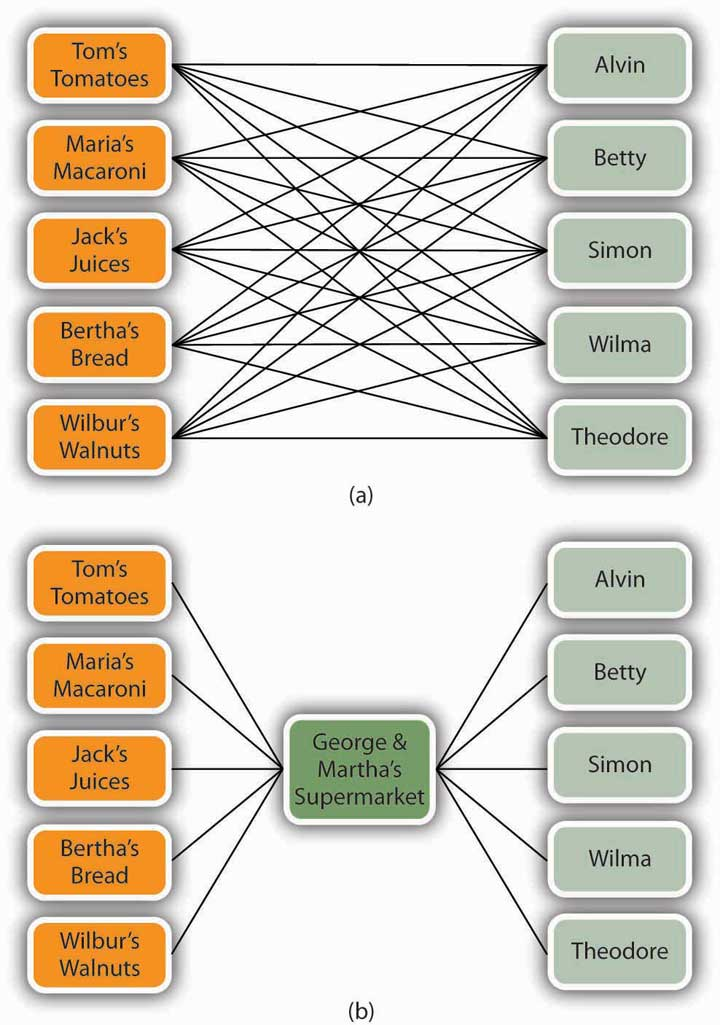 Tom's
Tomatoes
Alvin
Maria's
Macaroni
Betty
Jack's
Juices
Simon
Bertha's
Bread
Wilma
Wilbur's
Walnuts
Theodore
(a)
Tom's
Tomatoes
Alvin
Maria's
Macaroni
Betty
Jack's
Juices
George &
Martha's
Supermarket
Simon
Bertha's
Bread
Wilma
Wilbur's
Walnuts
Theodore
(b)